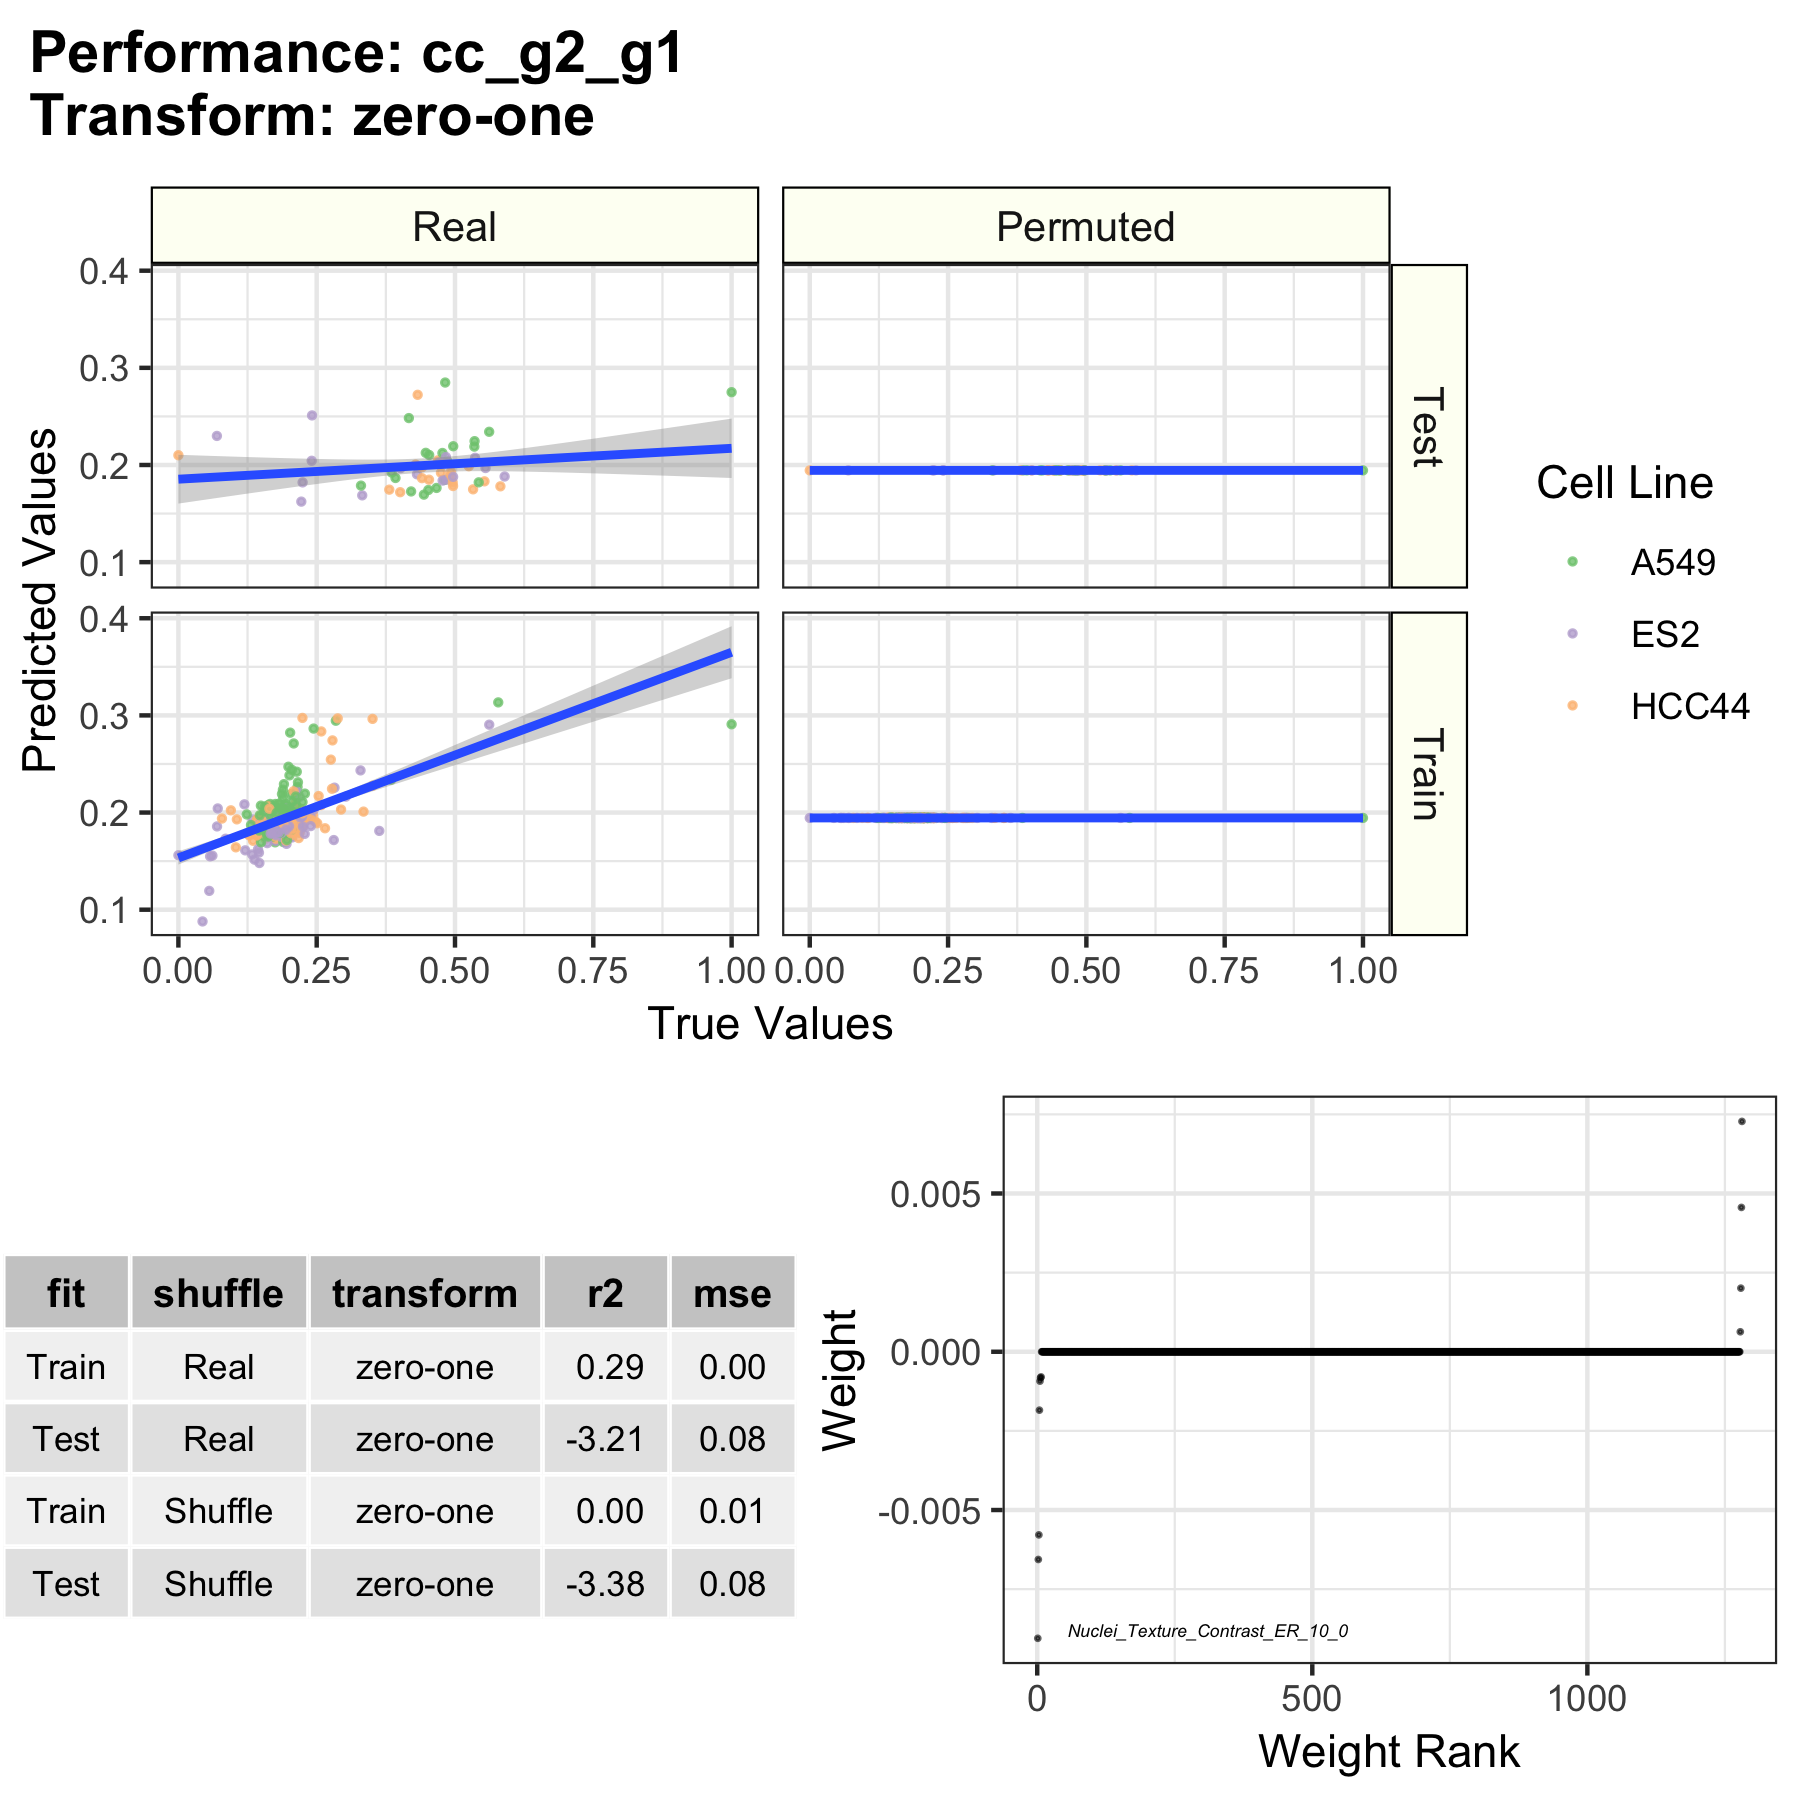 Performance: cc_g2_g1
Transform: zero-one
Real
Permuted
0.4
0.3
0.2
0.1
Test
0.4
0.3
0.2
0.1
Train
Predicted Values
0.00
0.25
0.50
0.75
1.00
0.00
0.25
0.50
0.75
1.00
True Values
Cell Line
A549
ES2
HCC44
fit shuffle transform r2 mse
Train Real zero-one 0.29 0.00
Test Real zero-one -3.21 0.08
Train Shuffle zero-one 0.00 0.01
Test Shuffle zero-one -3.38 0.08
Weight
0.005
0.000
-0.005
Nuclei_Texture_Contrast_ER_10_0
0
500
1000
Weight Rank